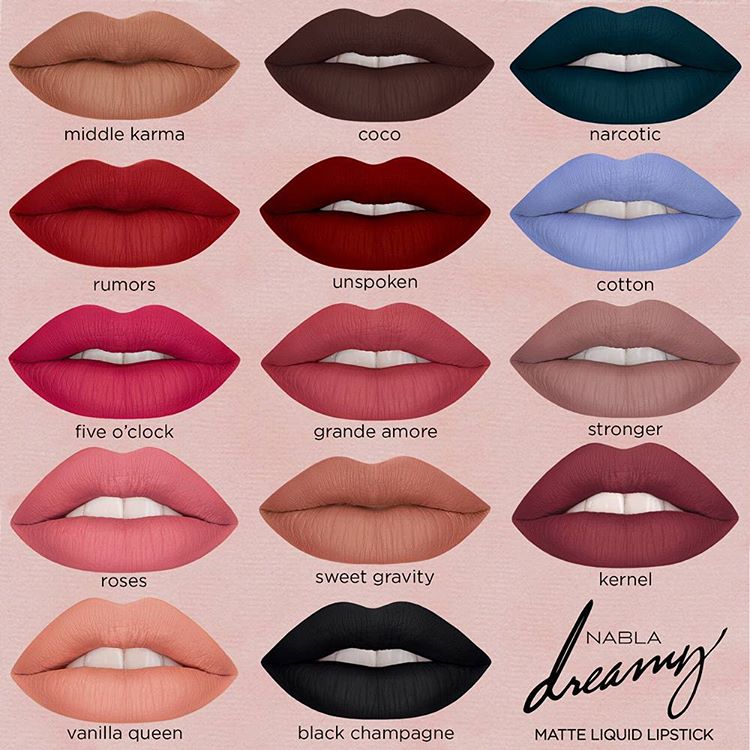 middle karma
coco
narcotic
rumors
unspoken
cotton
five o'clock
grande amore
stronger
roses
sweet gravity
kernel
vanilla queen
black champagne
NABLA
dreamy
MATTE LIQUID LIPSTICK